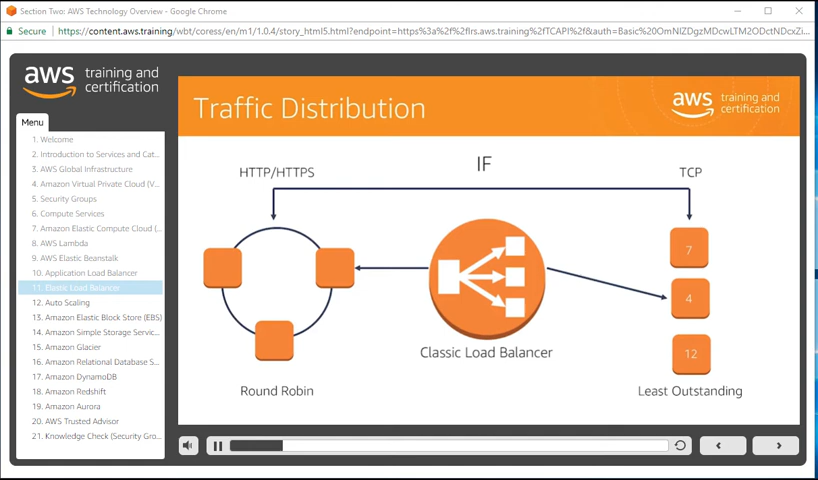 Section Two: AWS Technology Overview - Google Chrome
Secure
https://content.aws.training/wbt/coress/en/m1/1.0.4/story_html5.html?endpoint=https%3a%2f%2flrs.aws.training%2fTCAPI%2f&auth=Basic%20OmNlZDgzMDcwLTM2ODctNDcxZi...
aws training and
certification
Menu
1. Welcome
2. Introduction to Services and Cat...
3. AWS Global Infrastructure
4. Amazon Virtual Private Cloud (V...
5. Security Groups
6. Compute Services
7. Amazon Elastic Compute Cloud (...
8. AWS Lambda
9. AWS Elastic Beanstalk
10. Application Load Balancer
11. Elastic Load Balancer
12. Auto Scaling
13. Amazon Elastic Block Store (EBS)
14. Amazon Simple Storage Servic...
15. Amazon Glacier
16. Amazon Relational Database S...
17. Amazon DynamoDB
18. Amazon Redshift
19. Amazon Aurora
20. AWS Trusted Advisor
21. Knowledge Check (Security Gro...
Traffic Distribution
aws training and
certification
IF
HTTP/HTTPS
TCP
7
4
12
Classic Load Balancer
Round Robin
Least Outstanding